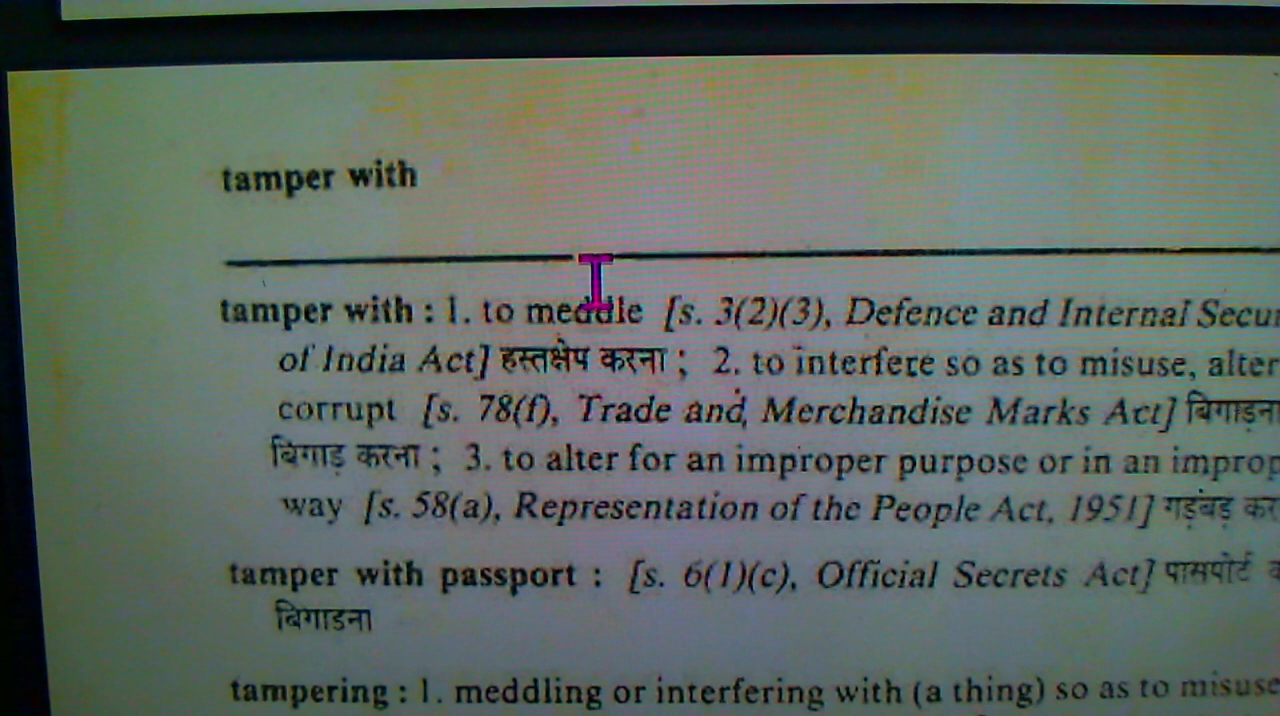 tamper with
tamper with : 1. to meddle [s. 3(2)(3), Defence and Internal
of India Act] हस्तक्षेप करना ; 2. to interfere so as to misuse, alter
corrupt [s. 78(f), Trade and Merchandise Marks Act] बिगाड़ना
बिगाड़ करना ; 3. to alter for an improper purpose or in an
way [s. 58(a), Representation of the People Act, 1951] गड़बड़
tamper with passport : [s. 6(1)(c), Official Secrets Act] पासपोर्ट
बिगाडना
tampering : 1. meddling or interfering with (a thing) so as to misuse